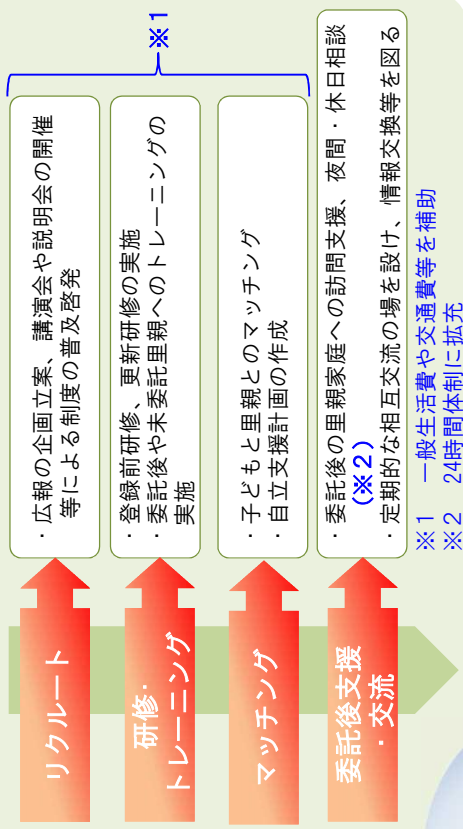 リクルート
・広報の企画立案、講演会や説明会の開催
等による制度の普及啓発
研修・
トレーニング
・登録前研修、更新研修の実施
・委託後や未委託里親へのトレーニングの
実施
マッチング
・子どもと里親とのマッチング
・自立支援計画の作成
※1
委託後支援
・交流
・委託後の里親家庭への訪問支援、夜間・休日相談
(※2)
・定期的な相互交流の場を設け、情報交換等を図る
※1 一般生活費や交通費等を補助
※2 24時間体制に拡充